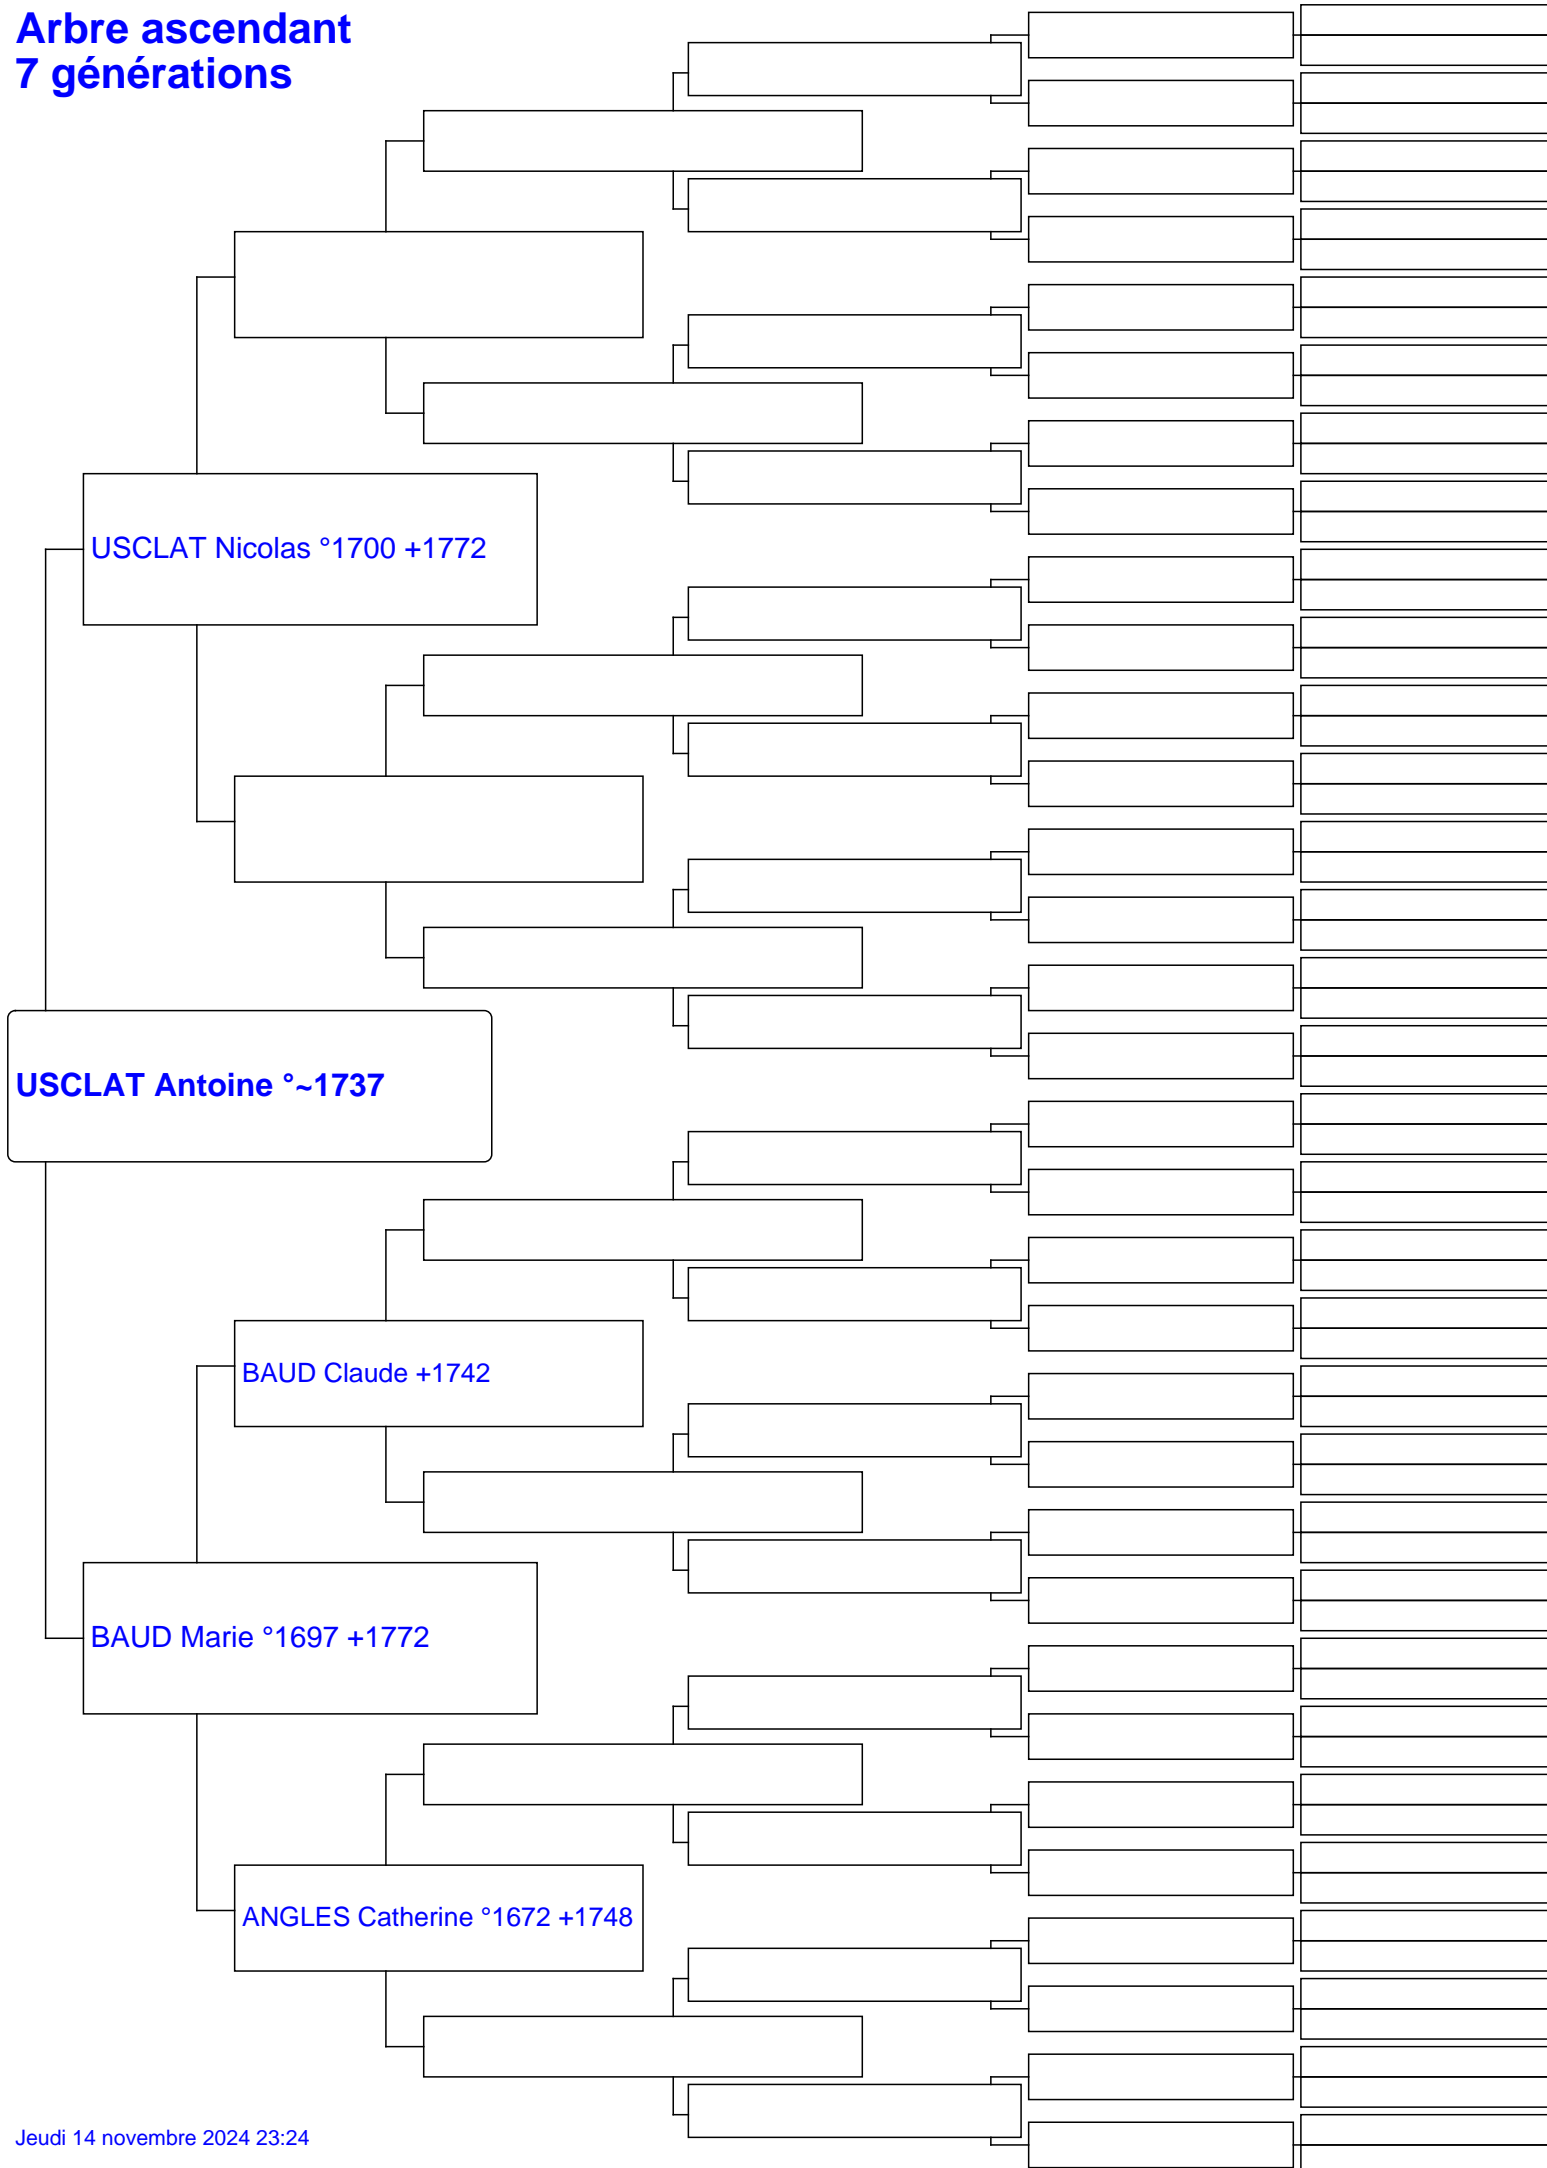 Arbre ascendant
7 générations
USCLAT Nicolas °1700 +1772
USCLAT Antoine °~1737
BAUD Claude +1742
BAUD Marie °1697 +1772
ANGLES Catherine °1672 +1748
Jeudi 14 novembre 2024 23:24